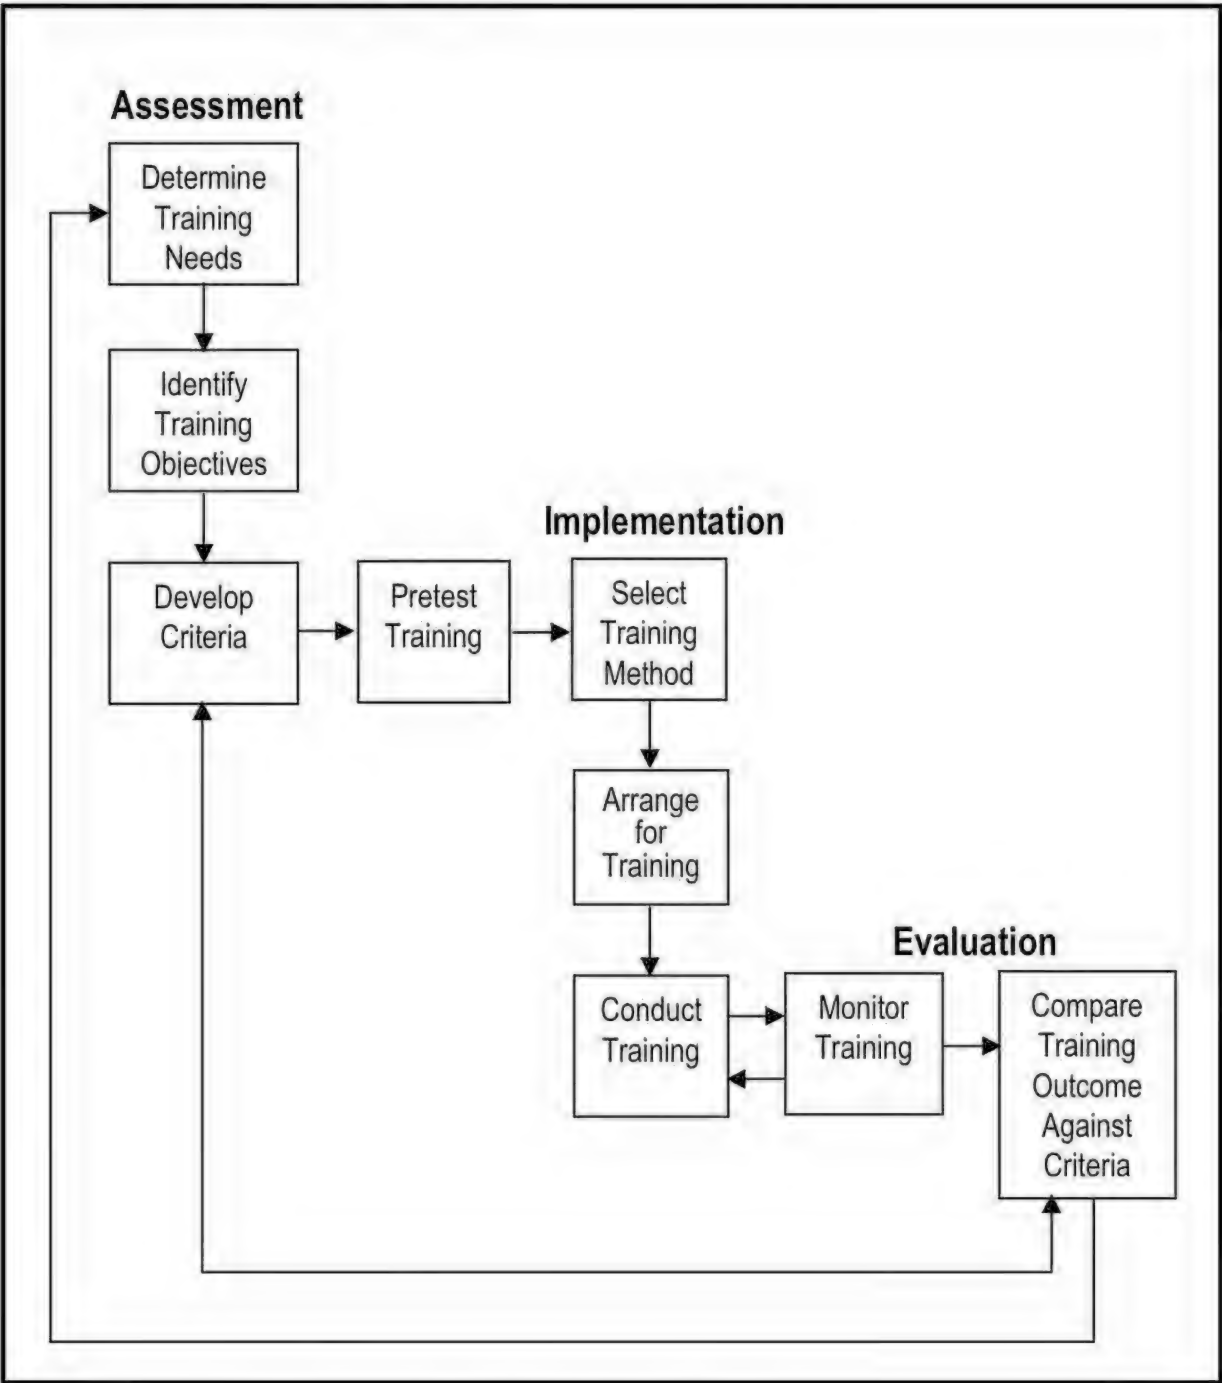 Assessment
Determine
Training
Needs
Identify
Training
Objectives
Develop
Criteria
Pretest
Training
Implementation
Select
Training
Method
Arrange
for
Training
Conduct
Training
Monitor
Training
Evaluation
Compare
Training
Outcome
Against
Criteria